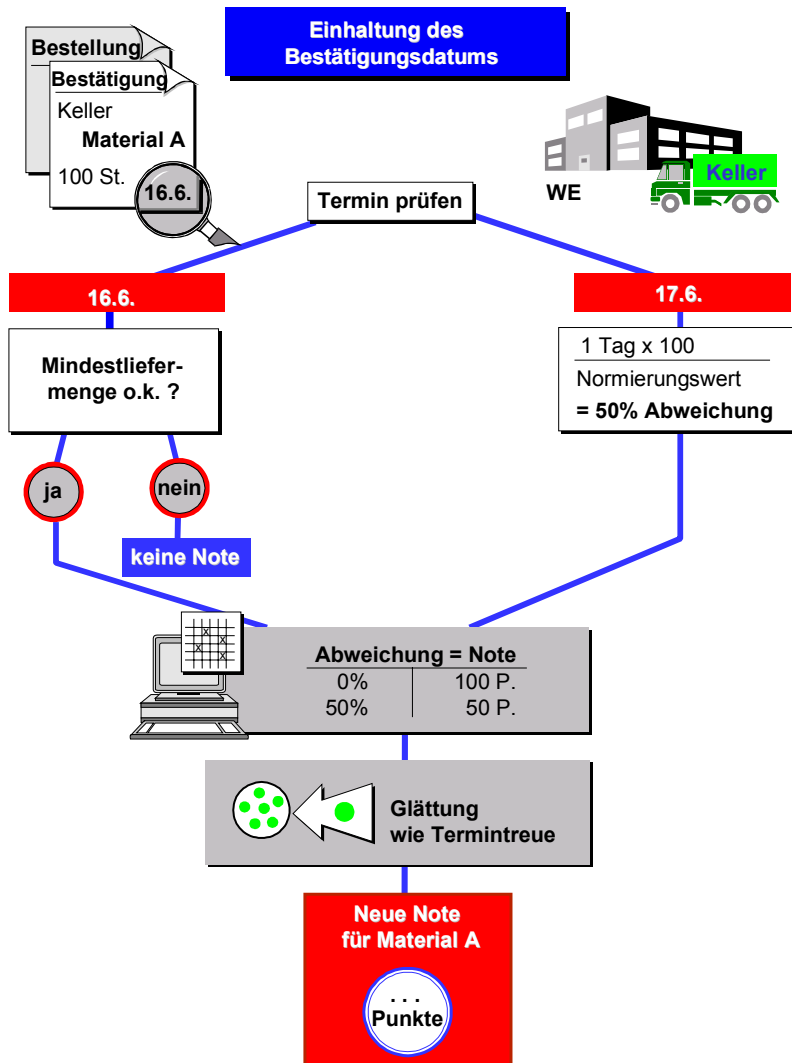 Einhaltung des
Bestätigungsdatums
Bestellung
Bestätigung
Keller
Material A
100 St.
16.6.
WE
Keller
Termin prüfen
16.6.
17.6.
Mindestliefer-
menge o.k. ?
1 Tag x 100
Normierungswert
= 50% Abweichung
ja
nein
keine Note
Abweichung = Note
0% 100 P.
50% 50 P.
Glättung
wie Termintreue
Neue Note
für Material A
. . .
Punkte